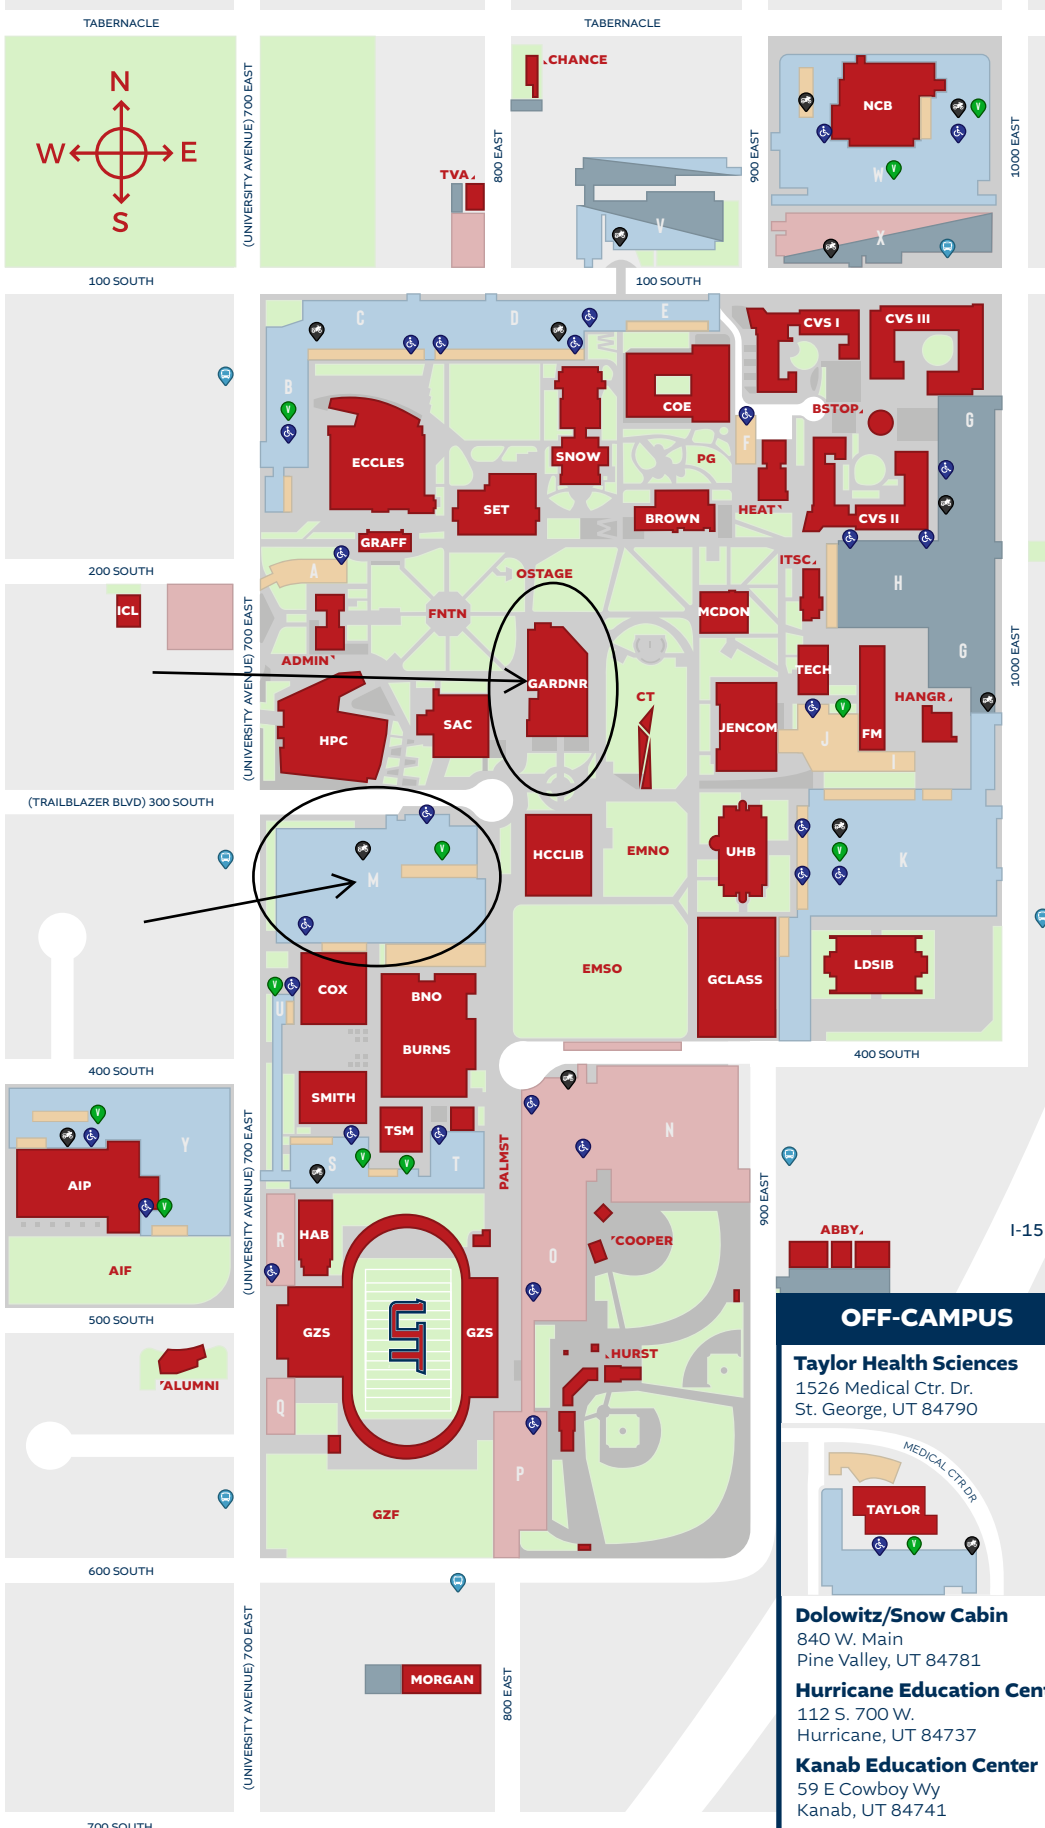 TABERNACLE
TABERNACLE
N
W
E
S
(UNIVERSITY AVENUE) 700 EAST
TVA
800 EAST
CHANCE
V
900 EAST
NCB
V
V
W
X
1000 EAST
100 SOUTH
100 SOUTH
C
D
E
B
V
ECCLES
SNOW
SET
GRAFF
COE
PG
BROWN
F
HEAT
CVS I
CVS III
BSTOP
CVS II
G
200 SOUTH
ICL
A
ADMIN
FNTN
OSTAGE
GARDNR
MCDON
ITSC
H
G
TECH
FM
HANGR
V
J
I
JENCOM
CT
SAC
HPC
(UNIVERSITY AVENUE) 700 EAST
1000 EAST
(TRAILBLAZER BLVD) 300 SOUTH
V
M
HCCLIB
EMNO
UHB
V
K
EMSO
GCLASS
LDSIB
COX
BNO
BURNS
V
U
SMITH
TSM
400 SOUTH
400 SOUTH
V
Y
AIP
V
AIF
(UNIVERSITY AVENUE) 700 EAST
S
V
V
T
PALMST
N
900 EAST
R
HAB
O
COOPER
ABBY
I-15
GZS
UT
GZS
HURST
Q
P
GZF
500 SOUTH
ALUMNI
600 SOUTH
(UNIVERSITY AVENUE) 700 EAST
MORGAN
800 EAST
700 SOUTH
OFF-CAMPUS
Taylor Health Sciences
1526 Medical Ctr. Dr.
St. George, UT 84790
MEDICAL CTR DR
TAYLOR
V
Dolowitz/Snow Cabin
840 W. Main
Pine Valley, UT 84781
Hurricane Education Cent
112 S. 700 W.
Hurricane, UT 84737
Kanab Education Center
59 E Cowboy Wy
Kanab, UT 84741